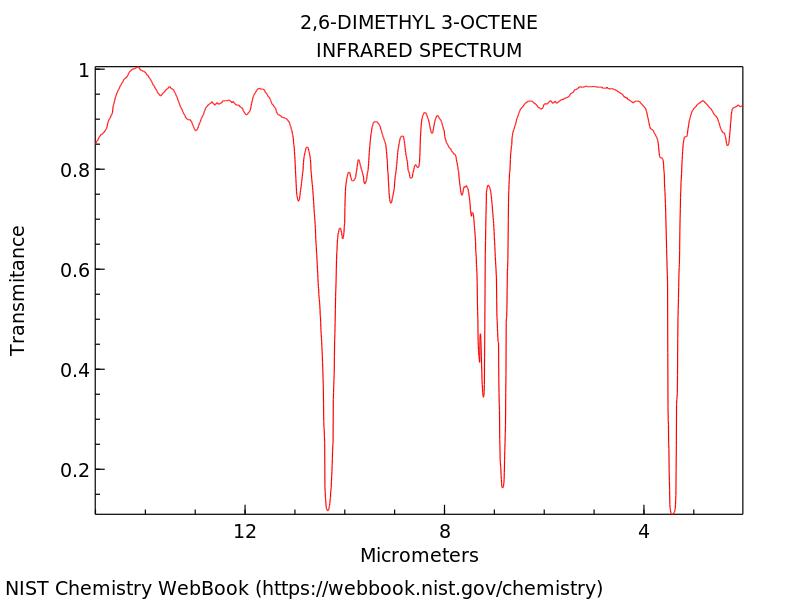 2,6-DIMETHYL 3-OCTENE
INFRARED SPECTRUM
1
0.8
0.6
0.4
0.2
Transmitance
12
8
4
Micrometers
NIST Chemistry WebBook (https://webbook.nist.gov/chemistry)